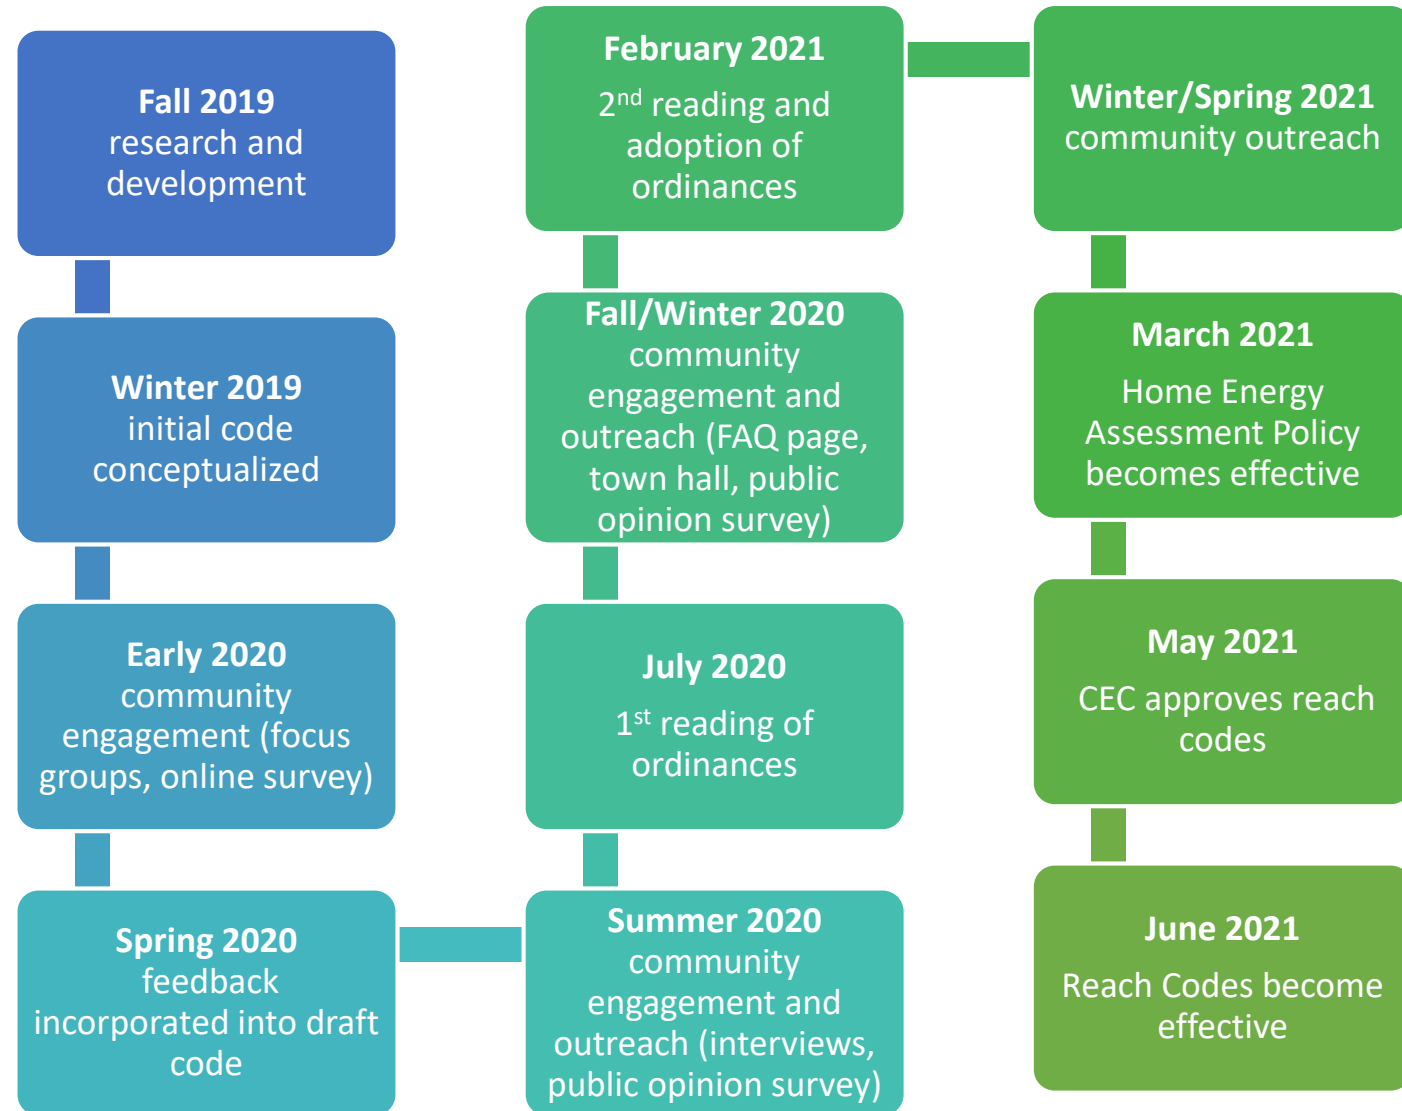 Fall 2019
research and
development
Winter 2019
initial code
conceptualized
Early 2020
community
engagement (focus
groups, online survey)
Spring 2020
feedback
incorporated into draft
code
Summer 2020
community
engagement and
outreach (interviews,
public opinion survey)
July 2020
1st reading of
ordinances
Fall/Winter 2020
community
engagement and
outreach (FAQ page,
town hall, public
opinion survey)
February 2021
2nd reading and
adoption of
ordinances
Winter/Spring 2021
community outreach
March 2021
Home Energy
Assessment Policy
becomes effective
May 2021
CEC approves reach
codes
June 2021
Reach Codes become
effective